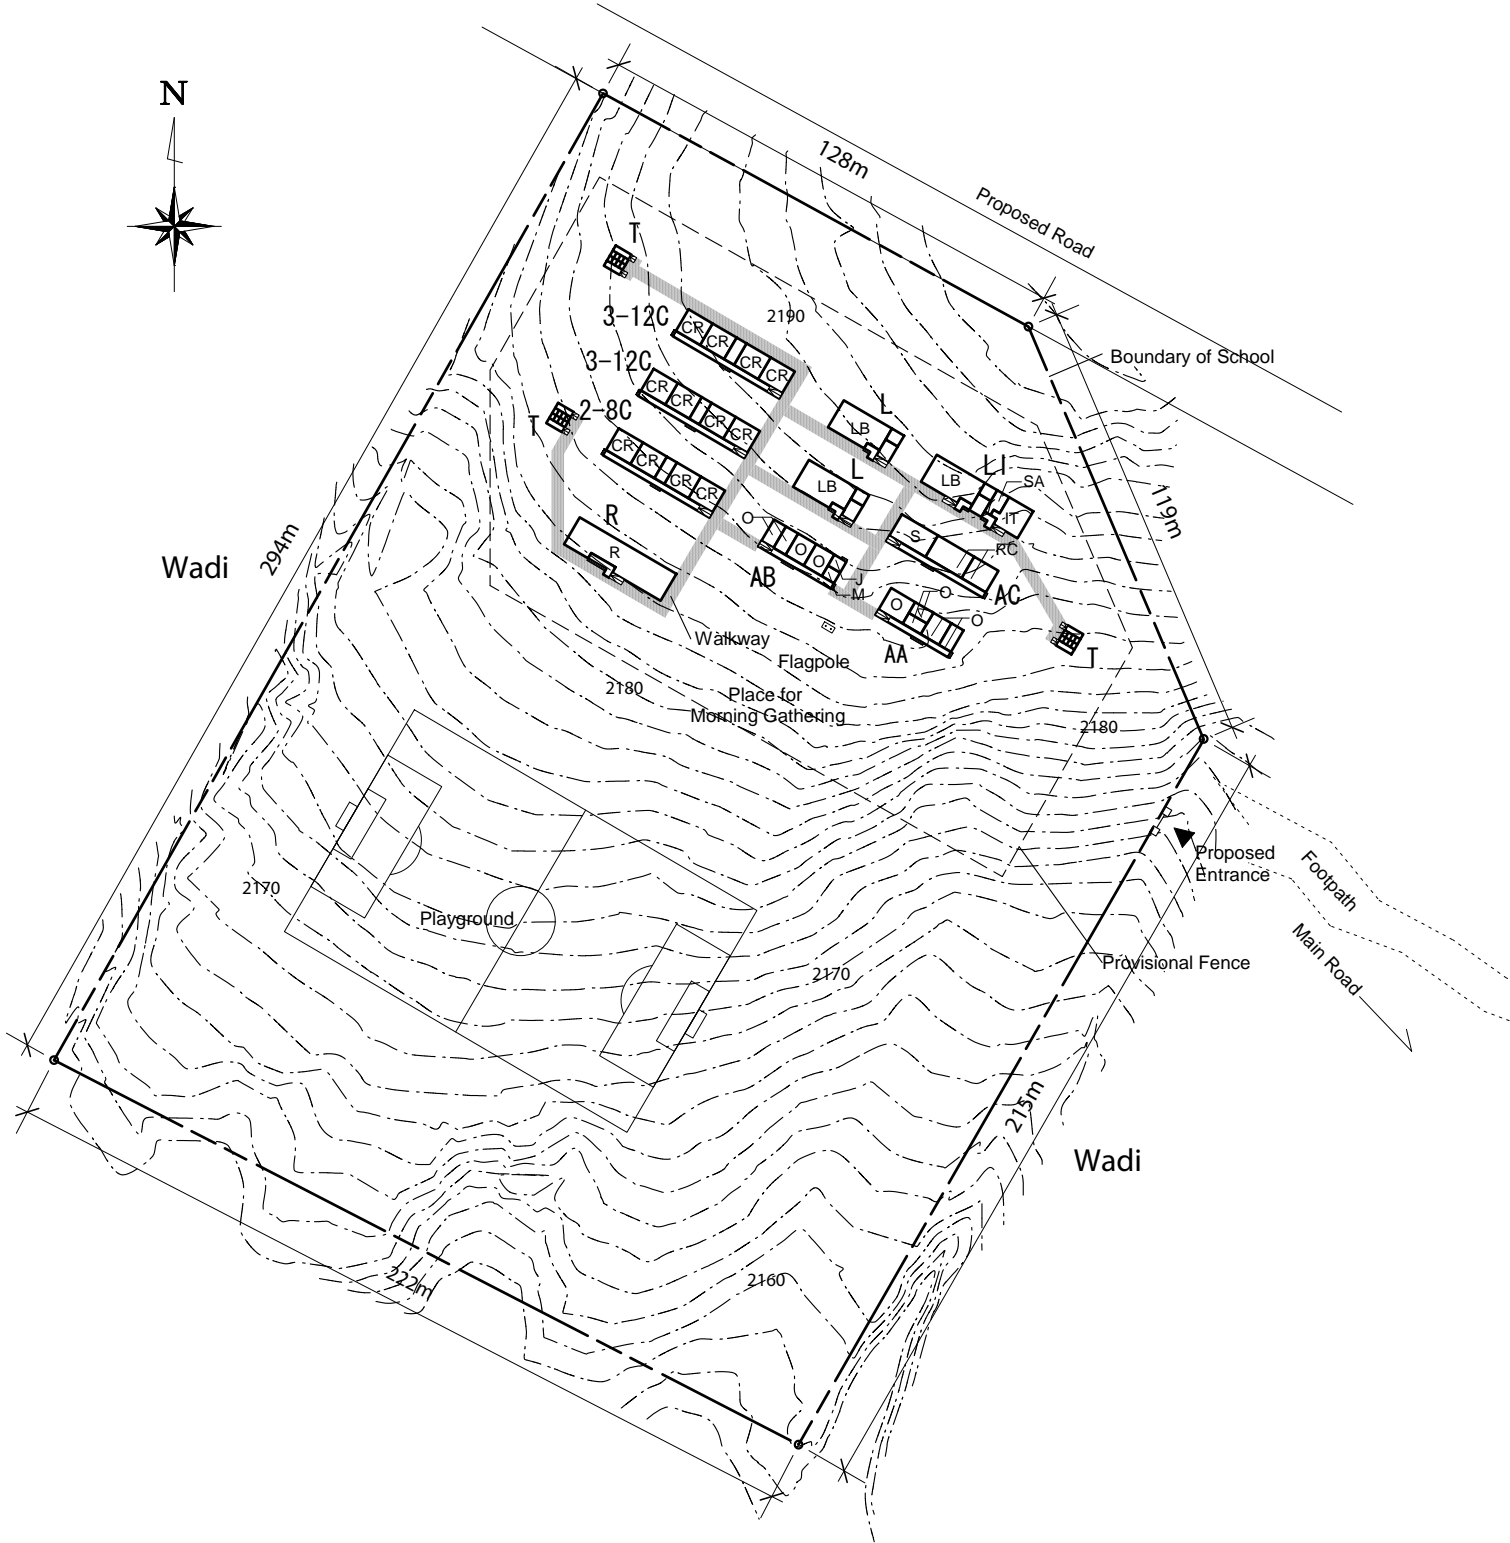 N
128m
Proposed Road
T
3-12C
CR
CR
CR
CR
2190
Boundary of School
3-12C
CR
CR
CR
CR
2-8C
T
CR
CR
CR
CR
L
LB
L
LB
LI
LB
SA
IT
119m
R
R
O
O
O
J
M
AB
S
RC
AC
O
O
O
AA
T
294m
Wadi
Walkway
Flagpole
2180
Place for
Morning Gathering
2180
Proposed
Entrance
Footpath
Main Road
2170
Playground
2170
Provisional Fence
215m
Wadi
2160
222m